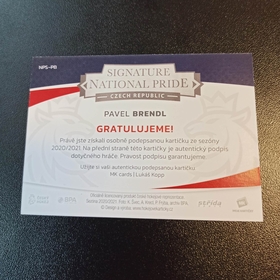 NPS-PB
SIGNATURE
NATIONAL PRIDE
CZECH REPUBLIC
PAVEL BRENDL
GRATULUJEME!
Právě jste získali osobně podepsanou kartičku ze sezóny
2020/2021. Na přední straně této kartičky je autentický podpis
dotyčného hráče. Pravost podpisu garantujeme.
Užijte si vaši autentickou podepsanou kartičku
MK cards | Lukáš Kopp